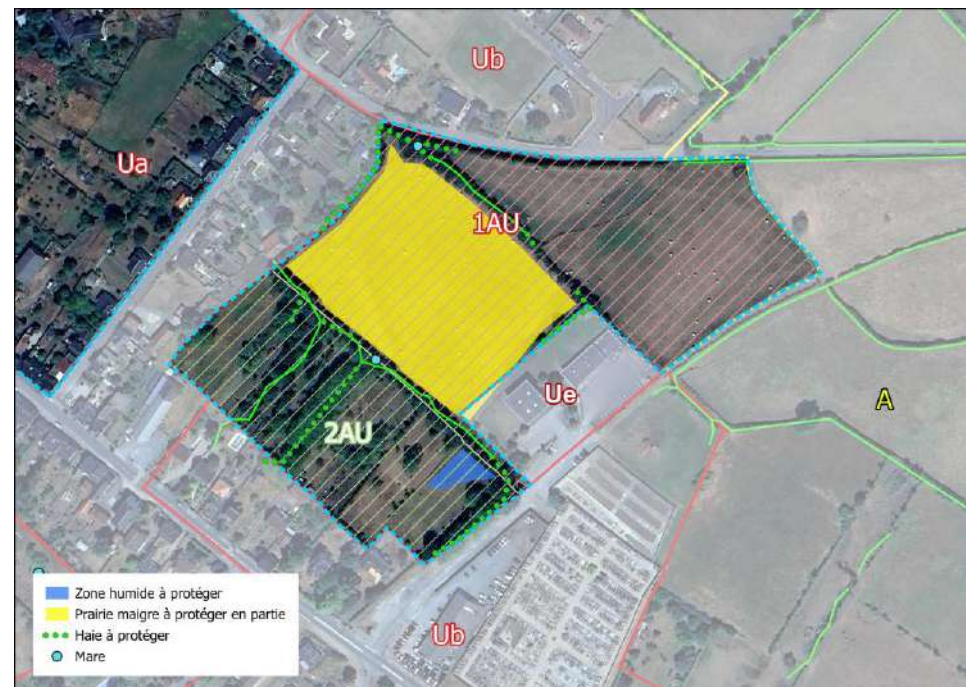 Ub
Ua
1AU
Ue
A
2AU
Ub
Zone humide à protéger
Prairie maigre à protéger en partie
Haie à protéger
Mare